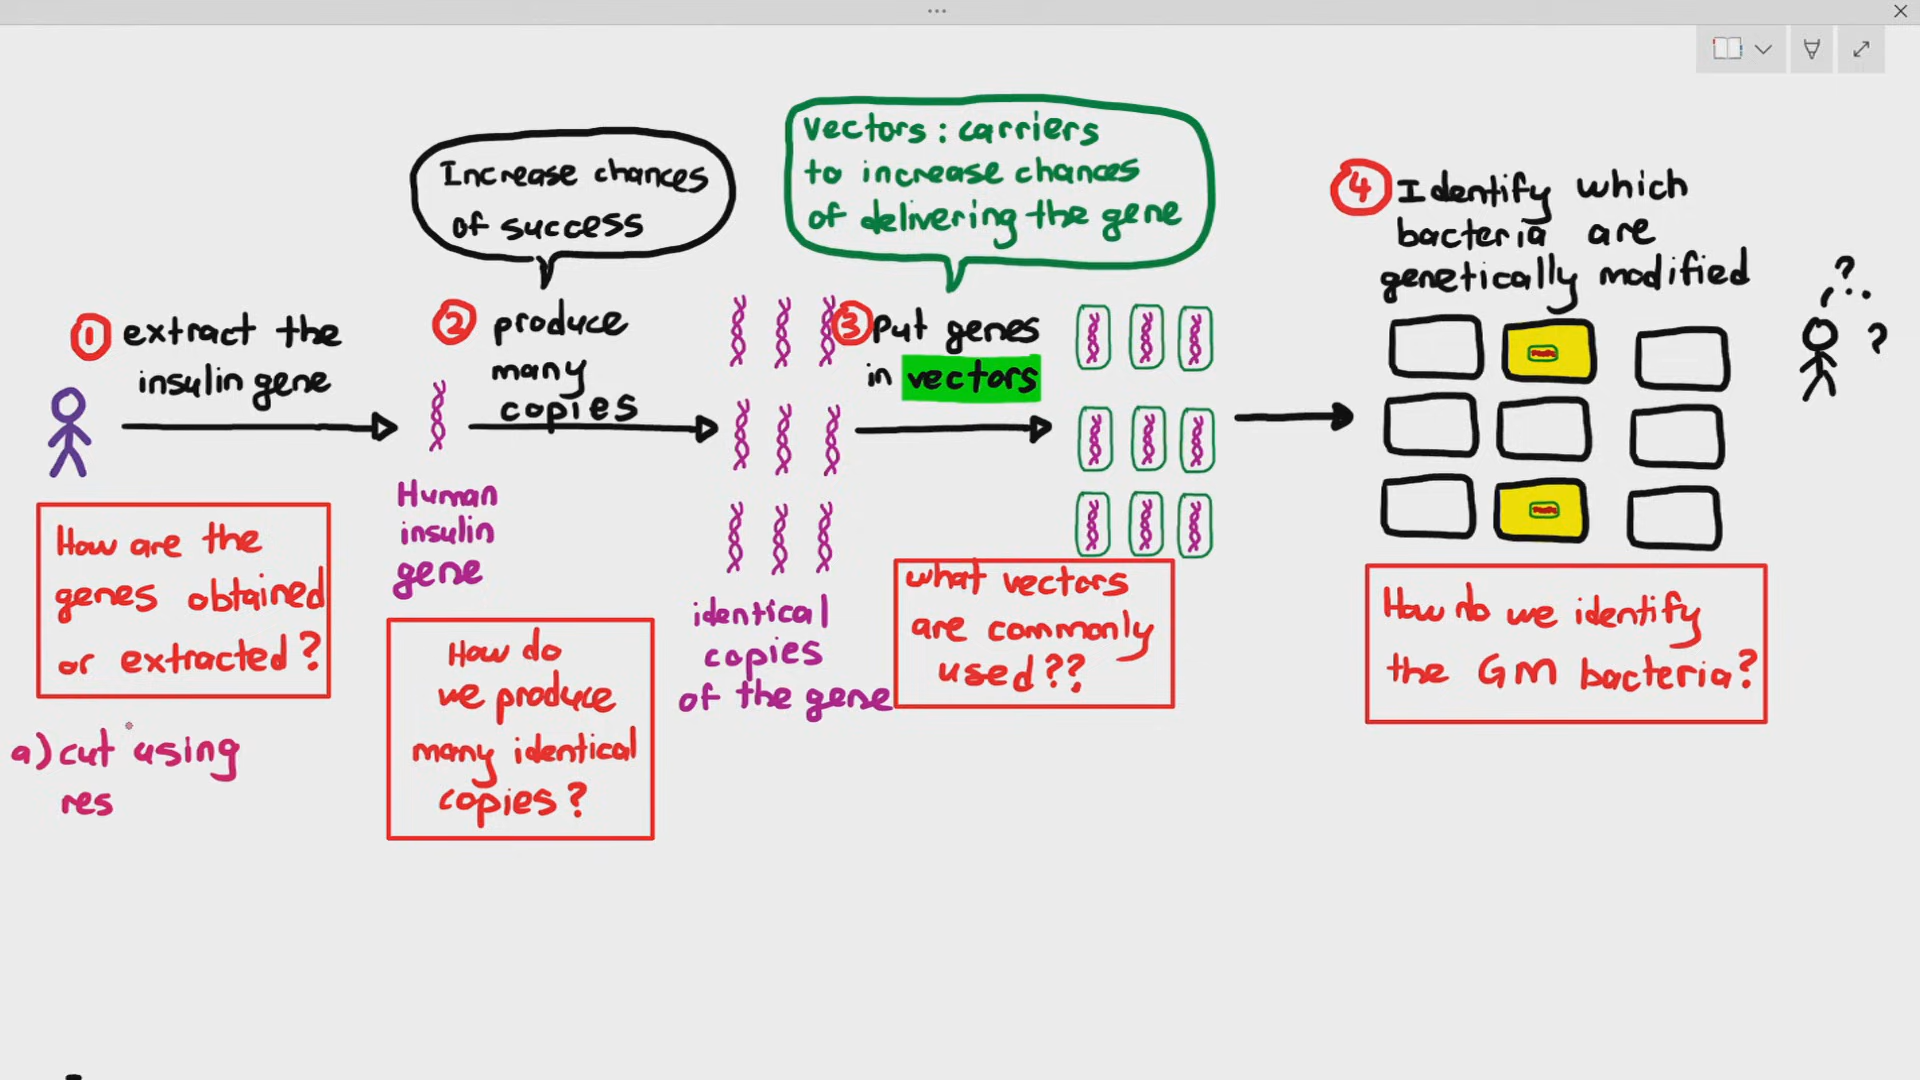 Increase chances
of success
vectors : carriers
to increase chances
of delivering the gene
① extract the
insulin gene
② produce
many
copies
③ Put genes
in vectors
④ Identify which
bacteria are
genetically modified
? ?
Human
insulin
gene
identical
copies
of the gene
How are the
genes obtained
or extracted?
How do
we produce
many identical
copies?
what vectors
are commonly
used??
How do we identify
the GM bacteria?
a) cut using
res